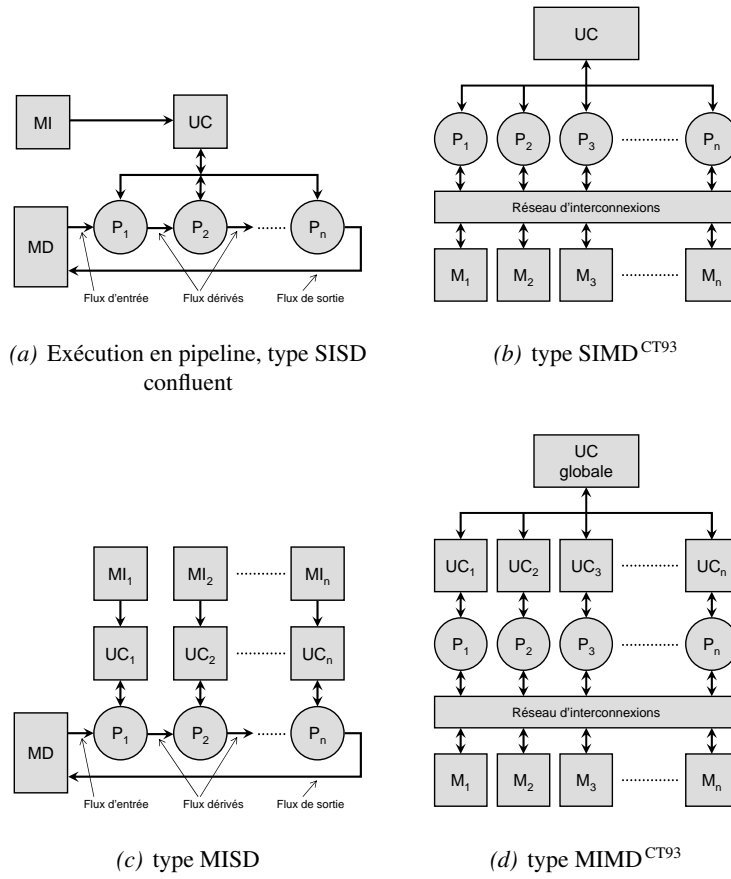 MI
UC
P1
P2
Pn
MD
Flux d'entrée
Flux dérivés
Flux de sortie
(a) Exécution en pipeline, type SISD
confluent
UC
P1
P2
P3
Pn
Réseau d'interconnexions
M1
M2
M3
Mn
(b) type SIMD CT93
MI1
MI2
MIn
UC1
UC2
UCn
P1
P2
Pn
MD
Flux d'entrée
Flux dérivés
Flux de sortie
(c) type MISD
UC
globale
UC1
UC2
UC3
UCn
P1
P2
P3
Pn
Réseau d'interconnexions
M1
M2
M3
Mn
(d) type MIMD CT93